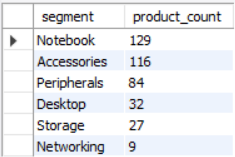 segment product_count
Notebook 129
Accessories 116
Peripherals 84
Desktop 32
Storage 27
Networking 9